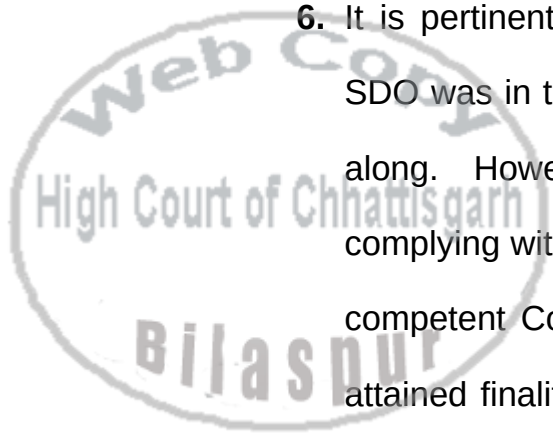 6. It is pertinent
SDO was in t
along. Howe
complying wit
competent Co
attained finali
Web Copy
High Court of Chhattisgarh
Bilaspur